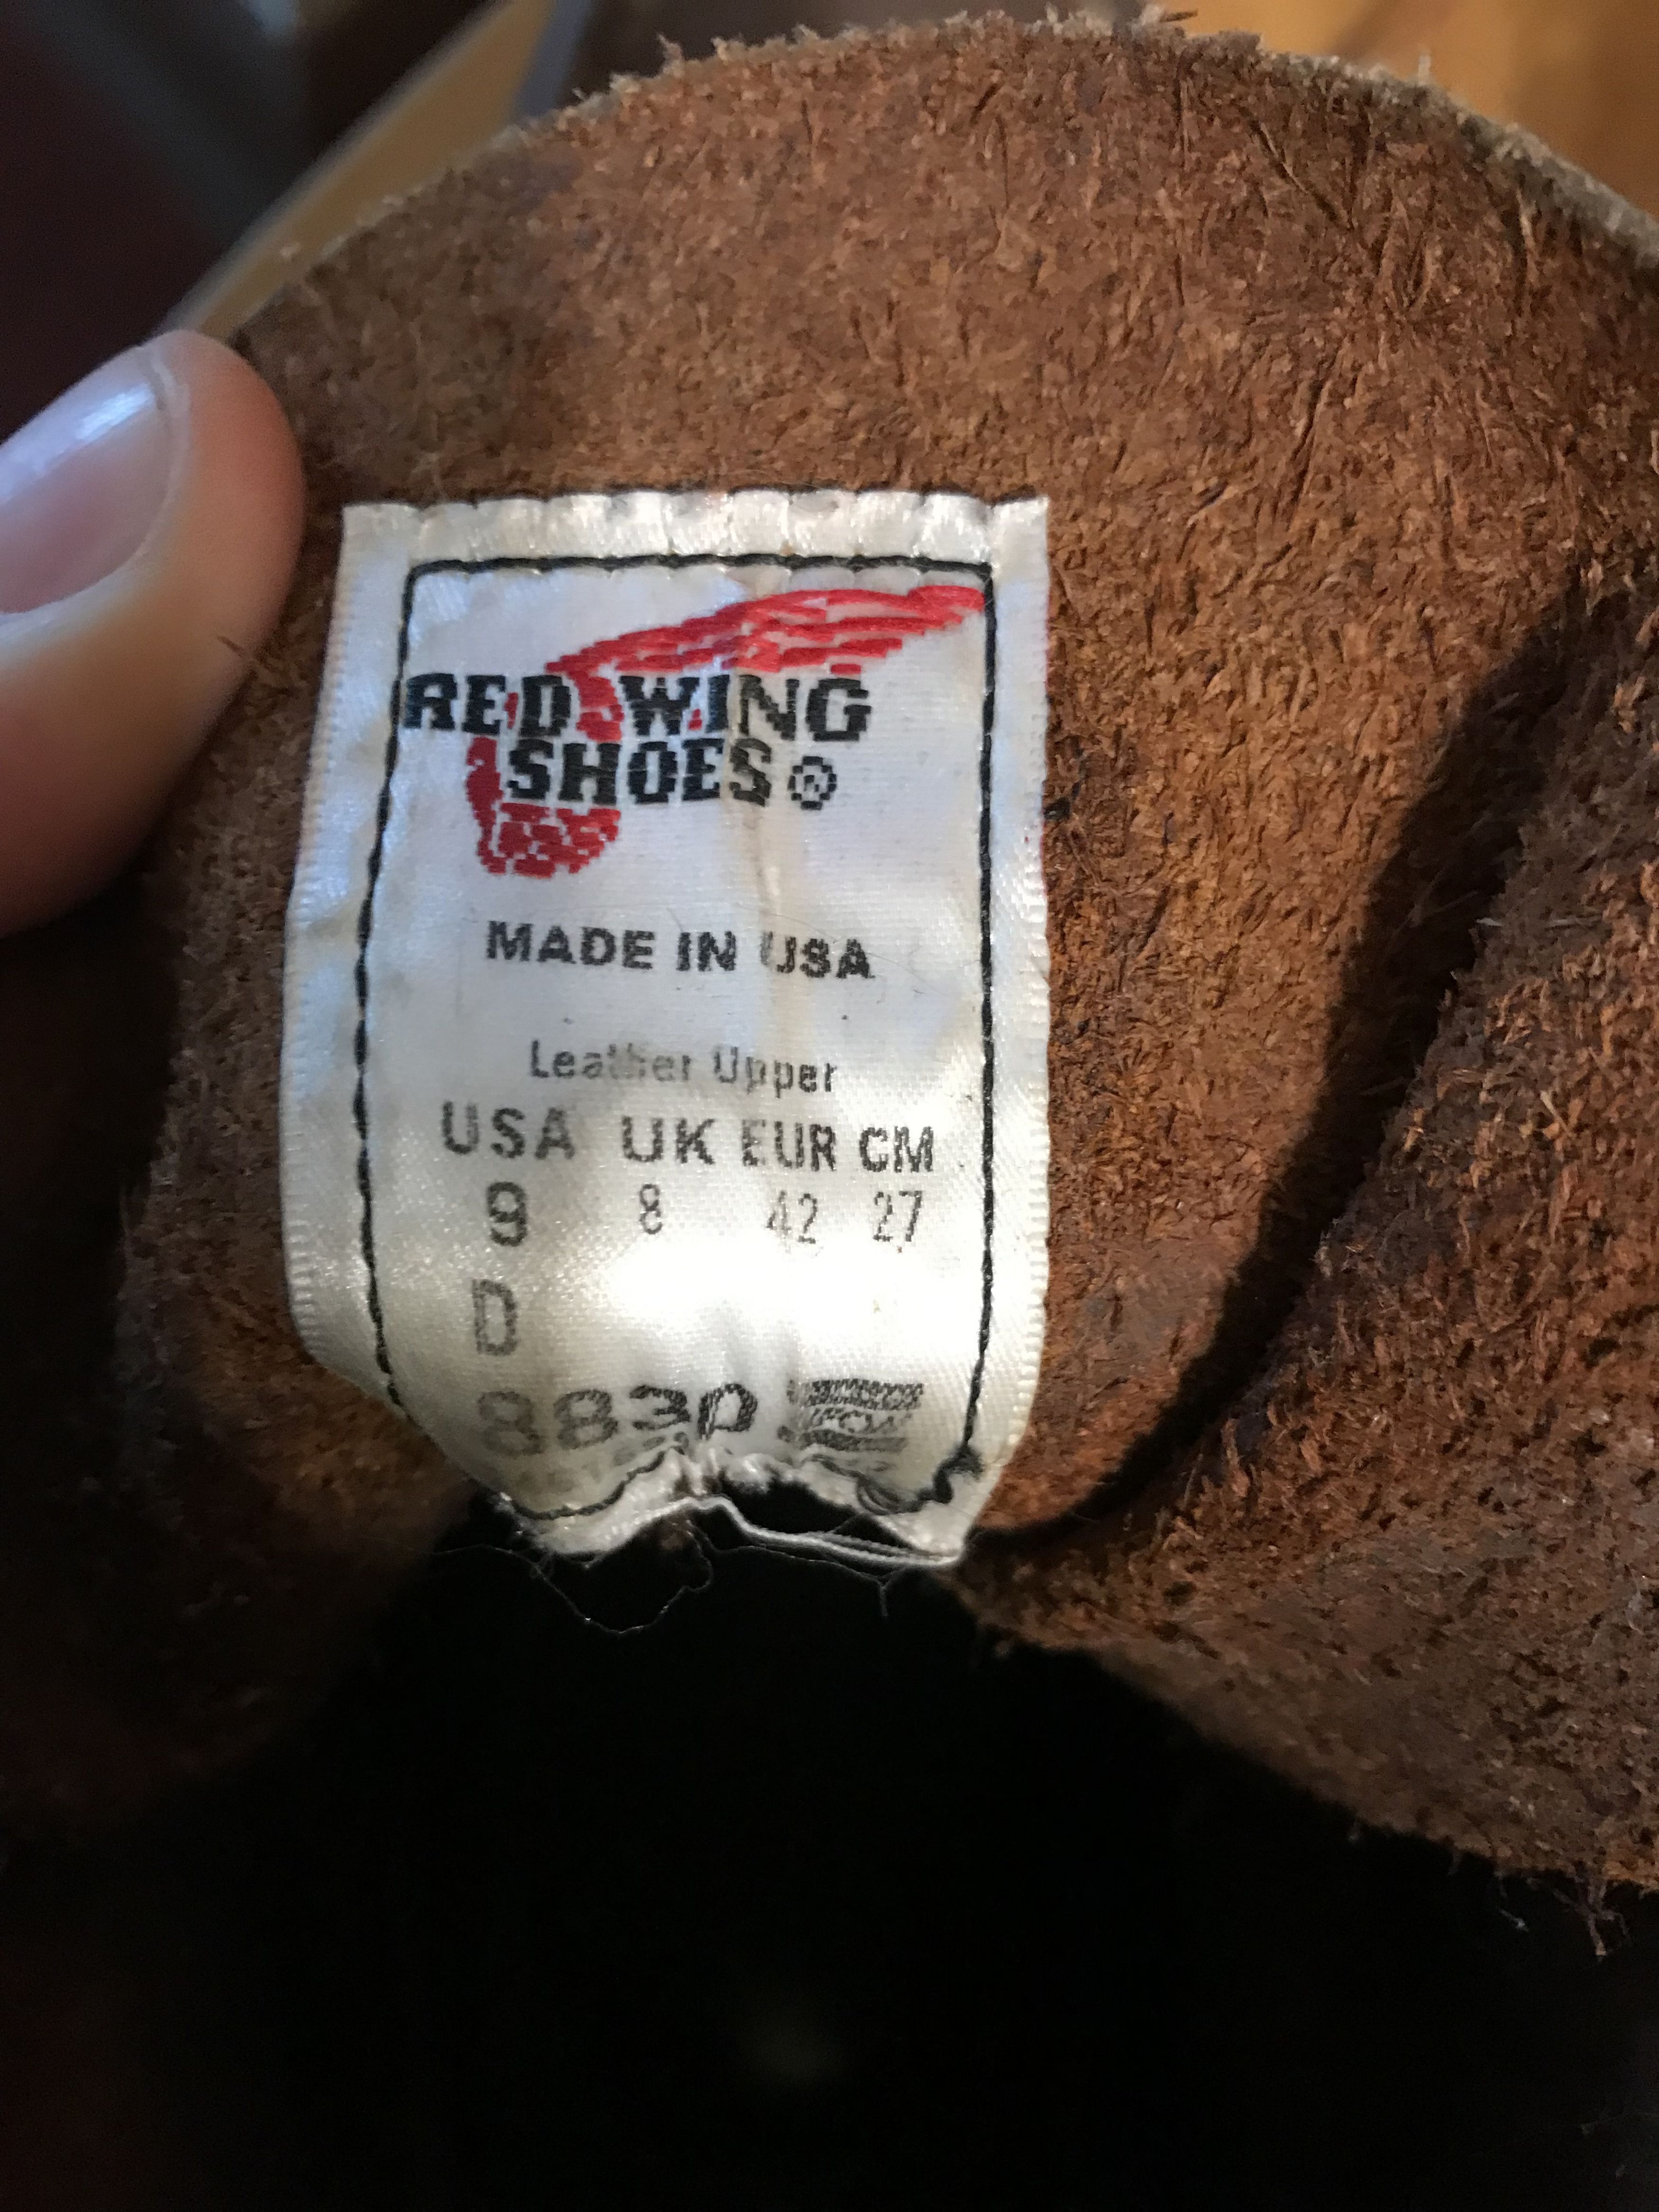 RED WING
SHOES®
MADE IN USA
Leather Upper
USA UK EUR CM
9 8 42 27
D
8830